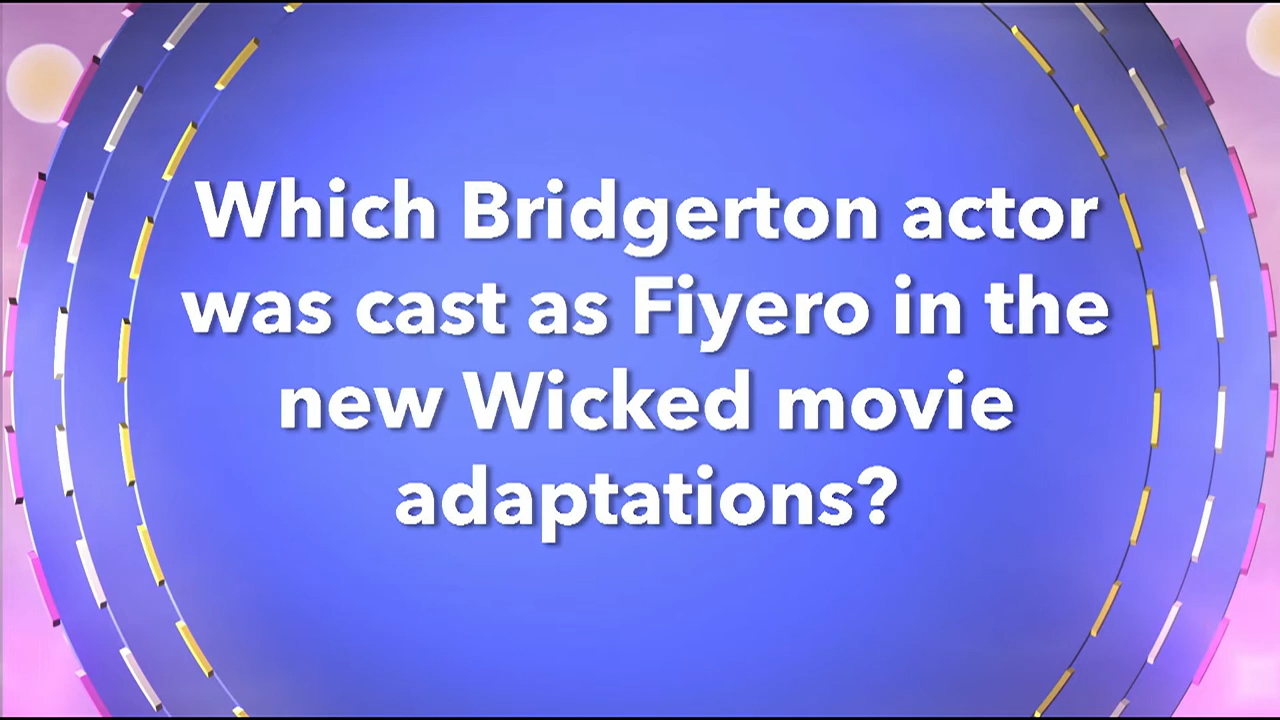 Which Bridgerton actor
was cast as Fiyero in the
new Wicked movie
adaptations?